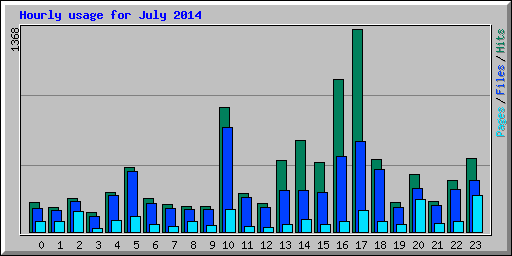 Hourly usage for July 2014
1368
Pages/Files/Hits
0 1 2 3 4 5 6 7 8 9 10 11 12 13 14 15 16 17 18 19 20 21 22 23